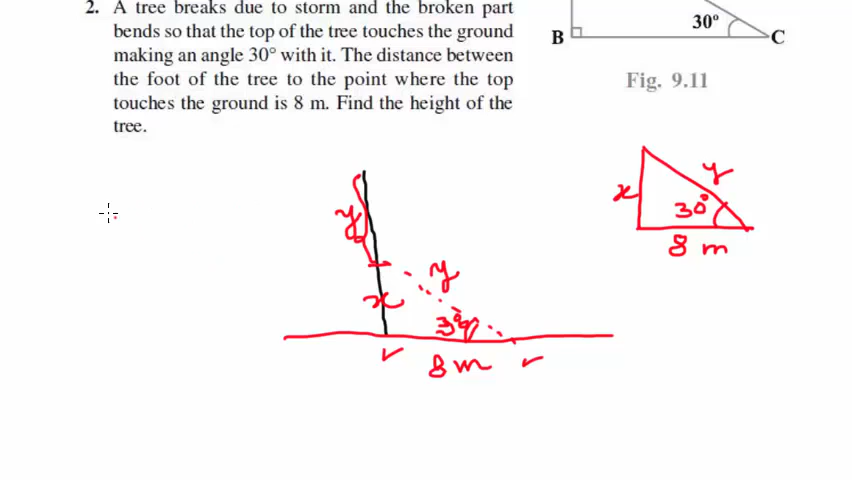 2. A tree breaks due to storm and the broken part
bends so that the top of the tree touches the ground
making an angle 30° with it. The distance between
the foot of the tree to the point where the top
touches the ground is 8 m. Find the height of the
tree.
30°
B
C
Fig. 9.11
y
x
30°
8 m
y
y
x
30°
8 m